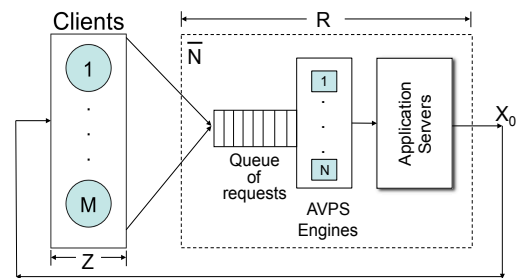 Clients
1
.
.
.
M
Z
R
N̅
Queue
of
requests
1
.
.
.
N
AVPS
Engines
Application
Servers
X₀